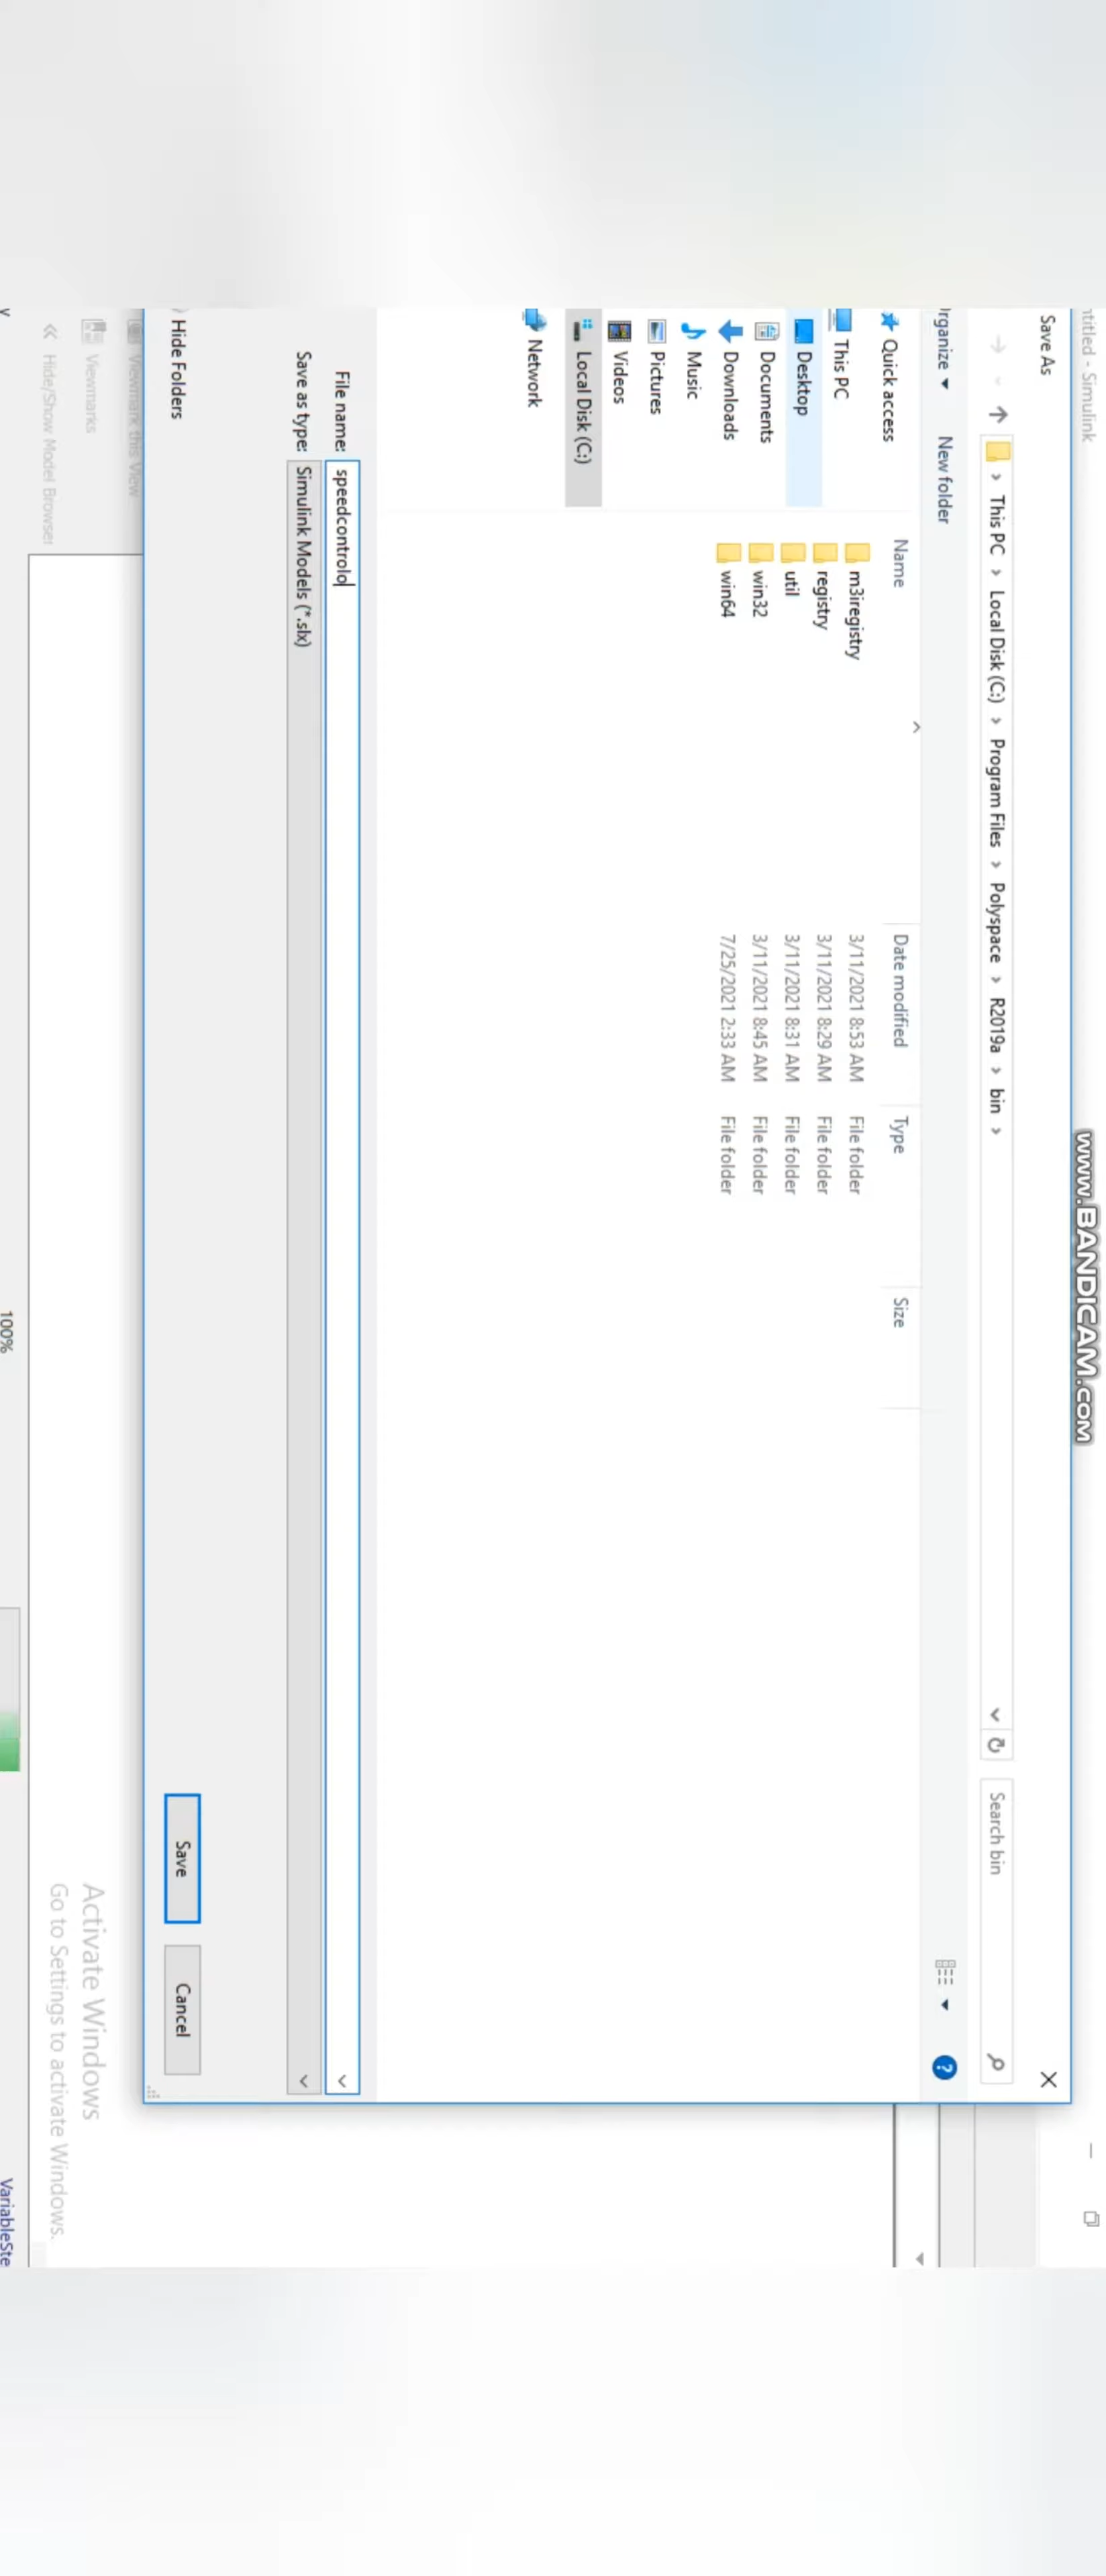 www.BANDICAM.com
ntitled - Simulink
Save As
This PC › Local Disk (C:) › Program Files › Polyspace › R2019a › bin ›
Search bin
rganize
New folder
Quick access
This PC
Desktop
Downloads
Documents
Music
Pictures
Videos
Local Disk (C:)
Network
Name Date modified Type Size
m3iregistry 3/11/2021 8:53 AM File folder
registry 3/11/2021 8:29 AM File folder
util 3/11/2021 8:31 AM File folder
win32 3/11/2021 8:45 AM File folder
win64 7/25/2021 2:33 AM File folder
File name: speedcontrolo
Save as type: Simulink Models (*.slx)
Hide Folders
Save
Cancel
Viewmark this View
Viewmarks
Hide/Show Model Browser
Activate Windows
Go to Settings to activate Windows.
100%
VariableSte